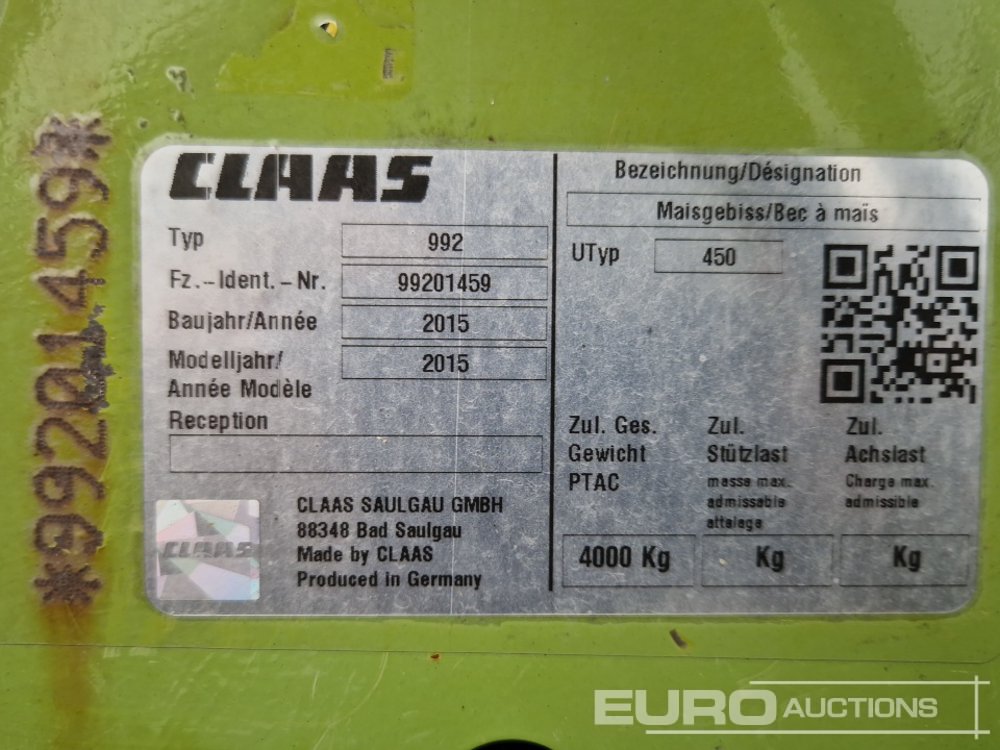 *99201459*
CLAAS
Typ 992
Fz.-Ident.-Nr. 99201459
Baujahr/Année 2015
Modelljahr/ 2015
Année Modèle
Reception
CLAAS
CLAAS SAULGAU GMBH
88348 Bad Saulgau
Made by CLAAS
Produced in Germany
Bezeichnung/Désignation
Maisgebiss/Bec à maïs
UTyp 450
Zul. Ges. Zul. Zul.
Gewicht Stützlast Achslast
PTAC masse max. Charge max.
admissable admissible
attelage
4000 Kg Kg Kg
EURO AUCTIONS